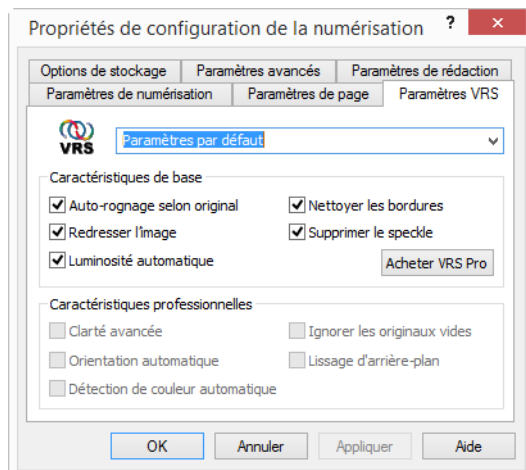 Propriétés de configuration de la numérisation ? ×
Options de stockage Paramètres avancés Paramètres de rédaction
Paramètres de numérisation Paramètres de page Paramètres VRS
VRS Paramètres par défaut
Caractéristiques de base
Auto-rognage selon original Nettoyer les bordures
Redresser l'image Supprimer le speckle
Luminosité automatique Acheter VRS Pro
Caractéristiques professionnelles
Clarté avancée Ignorer les originaux vides
Orientation automatique Lissage d'arrière-plan
Détection de couleur automatique
OK Annuler Appliquer Aide